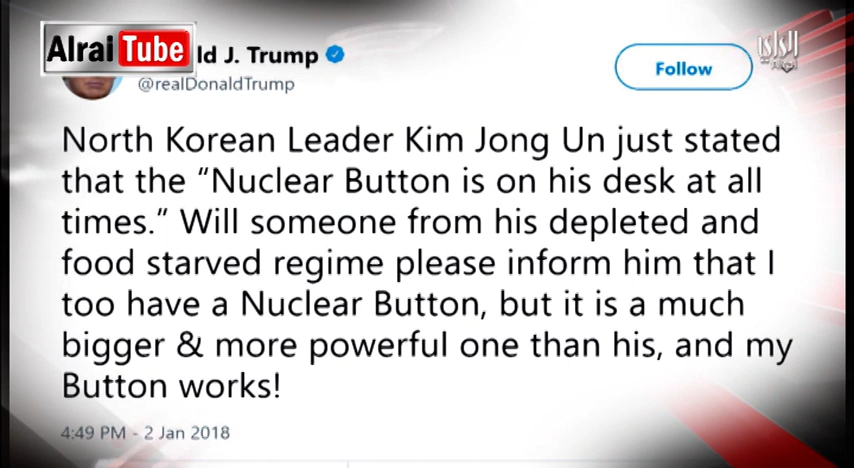 Alrai Tube
ld J. Trump
@realDonaldTrump
Follow
الراي
North Korean Leader Kim Jong Un just stated
that the “Nuclear Button is on his desk at all
times.” Will someone from his depleted and
food starved regime please inform him that I
too have a Nuclear Button, but it is a much
bigger & more powerful one than his, and my
Button works!
4:49 PM - 2 Jan 2018